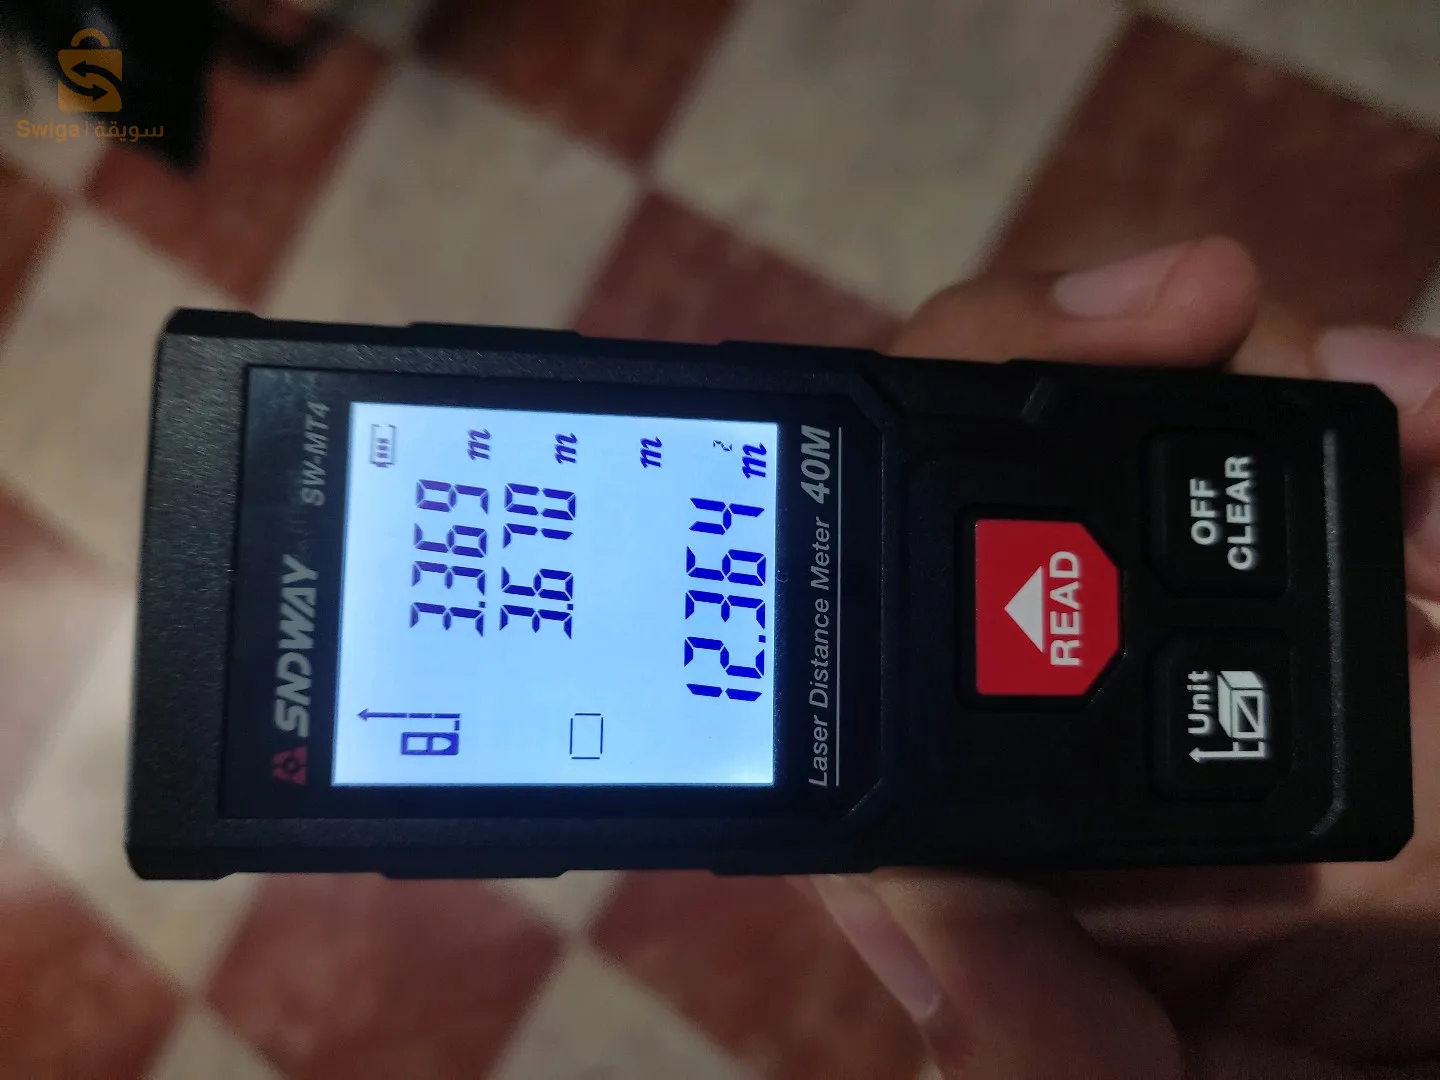 Swiga | سويقة
SNDWAY SW-MT4
3.369 m
3.670 m
m
12.364 m²
Laser Distance Meter 40M
READ
Unit
OFF
CLEAR